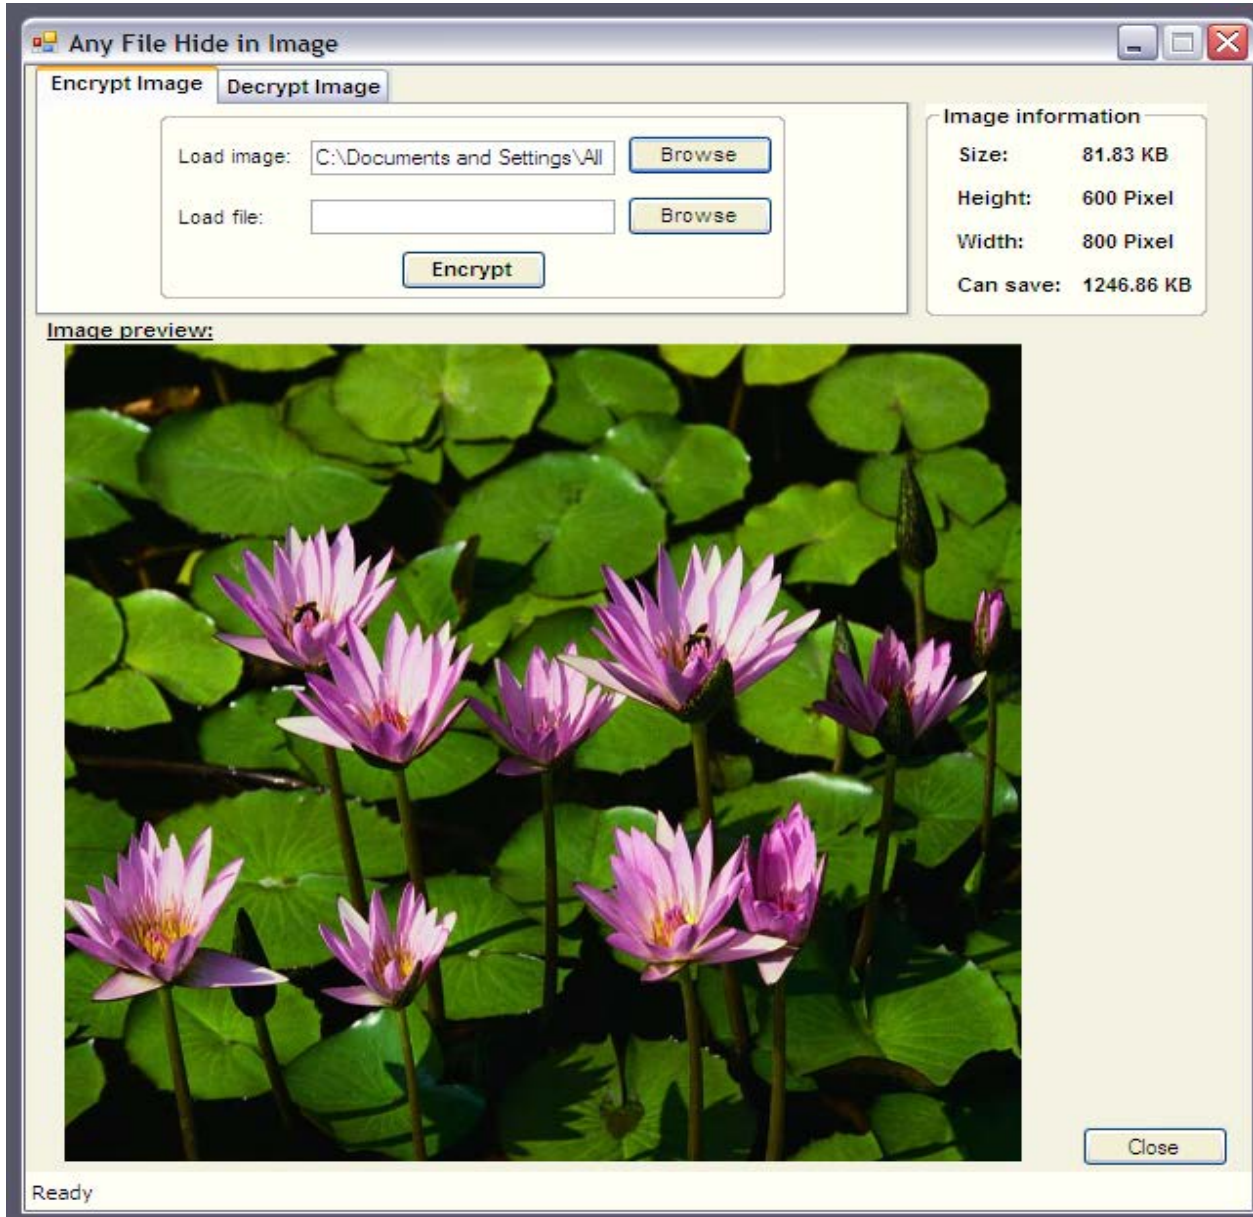 Any File Hide in Image
Encrypt Image Decrypt Image
Load image: C:\Documents and Settings\All Browse
Load file: Browse
Encrypt
Image information
Size: 81.83 KB
Height: 600 Pixel
Width: 800 Pixel
Can save: 1246.86 KB
Image preview:
Close
Ready